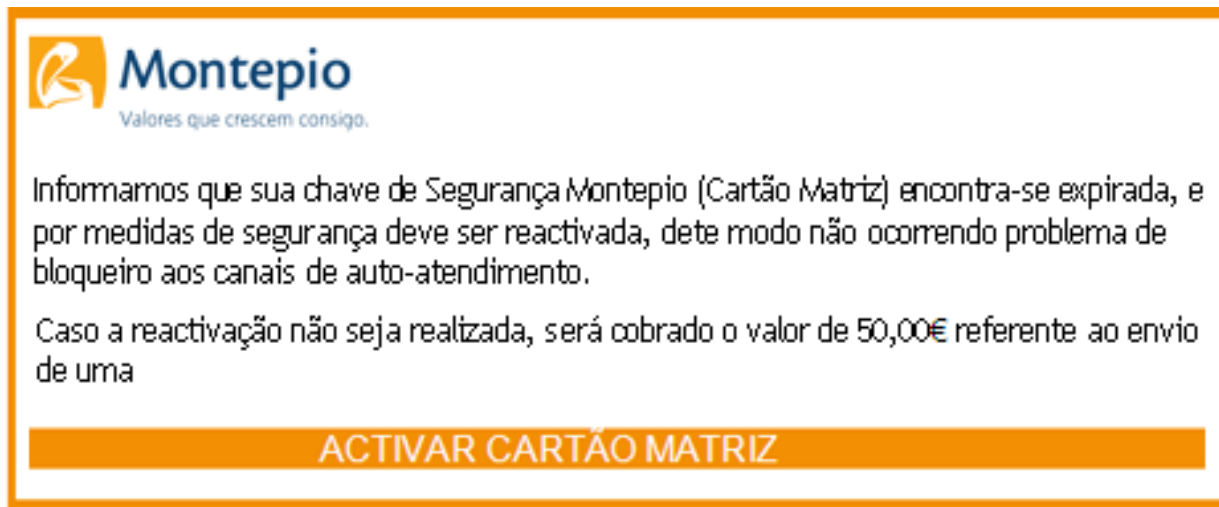 Montepio
Valores que crescem consigo.
Informamos que sua chave de Segurança Montepio (Cartão Matriz) encontra-se expirada, e
por medidas de segurança deve ser reactivada, dete modo não ocorrendo problema de
bloqueiro aos canais de auto-atendimento.
Caso a reactivação não seja realizada, será cobrado o valor de 50,00€ referente ao envio
de uma
ACTIVAR CARTÃO MATRIZ